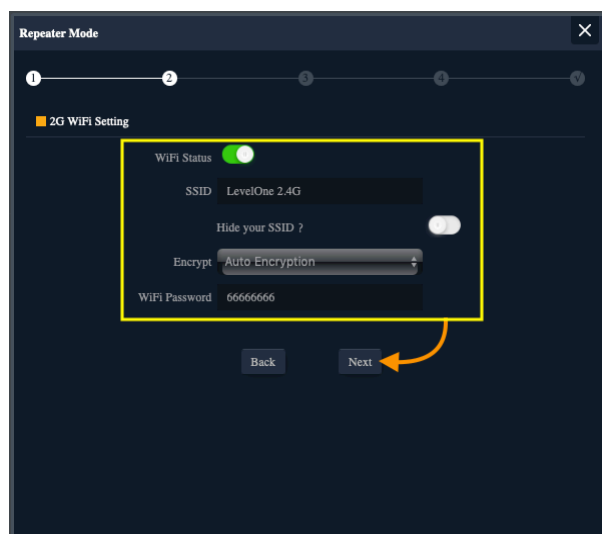 Repeater Mode
1 2 3 4 √
2G WiFi Setting
WiFi Status
SSID LevelOne 2.4G
Hide your SSID ?
Encrypt Auto Encryption
WiFi Password 66666666
Back Next